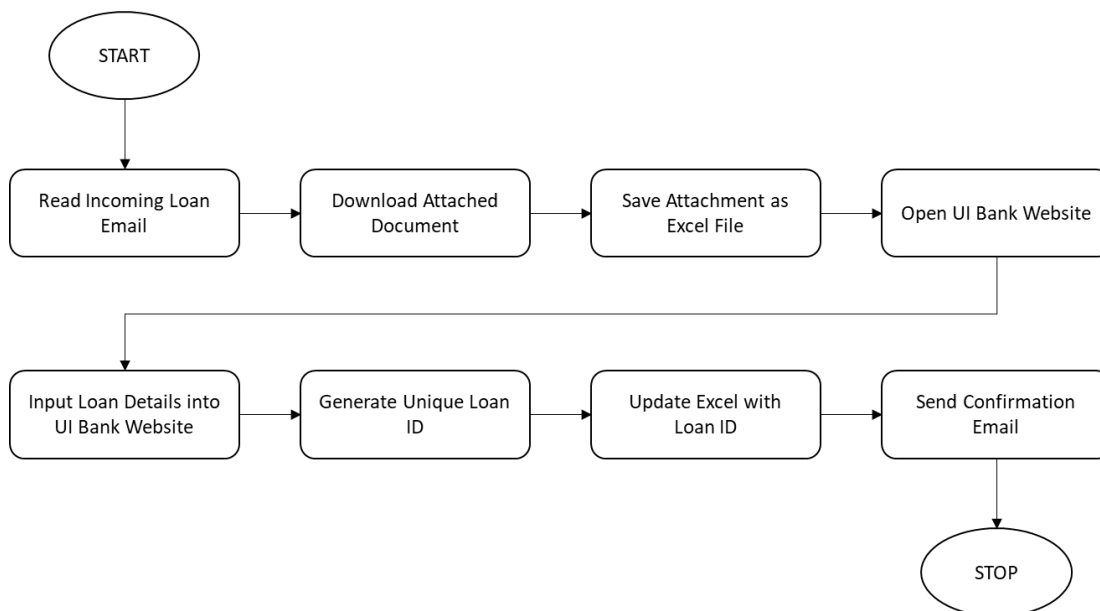 START
Read Incoming Loan
Email
Download Attached
Document
Save Attachment as
Excel File
Open UI Bank Website
Input Loan Details into
UI Bank Website
Generate Unique Loan
ID
Update Excel with
Loan ID
Send Confirmation
Email
STOP